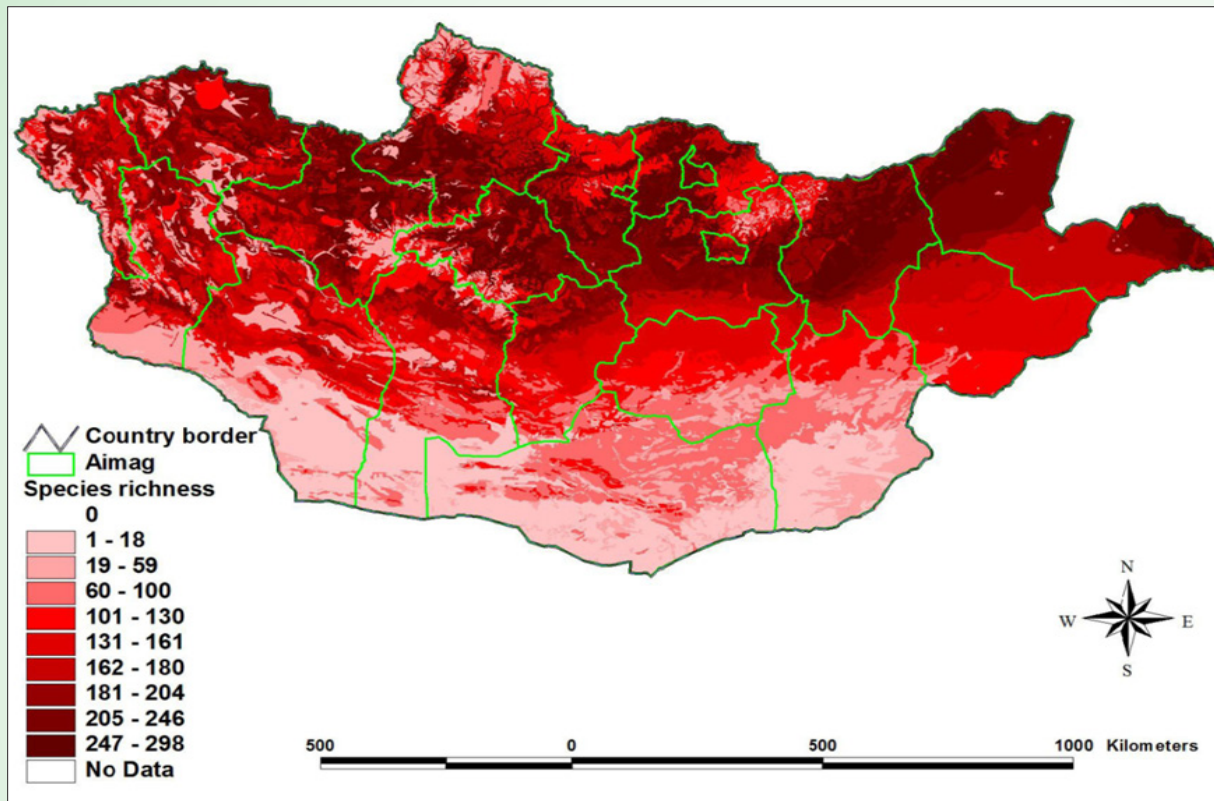 Country border
Aimag
Species richness
0
1 - 18
19 - 59
60 - 100
101 - 130
131 - 161
162 - 180
181 - 204
205 - 246
247 - 298
No Data
N
W E
S
500 0 500 1000 Kilometers